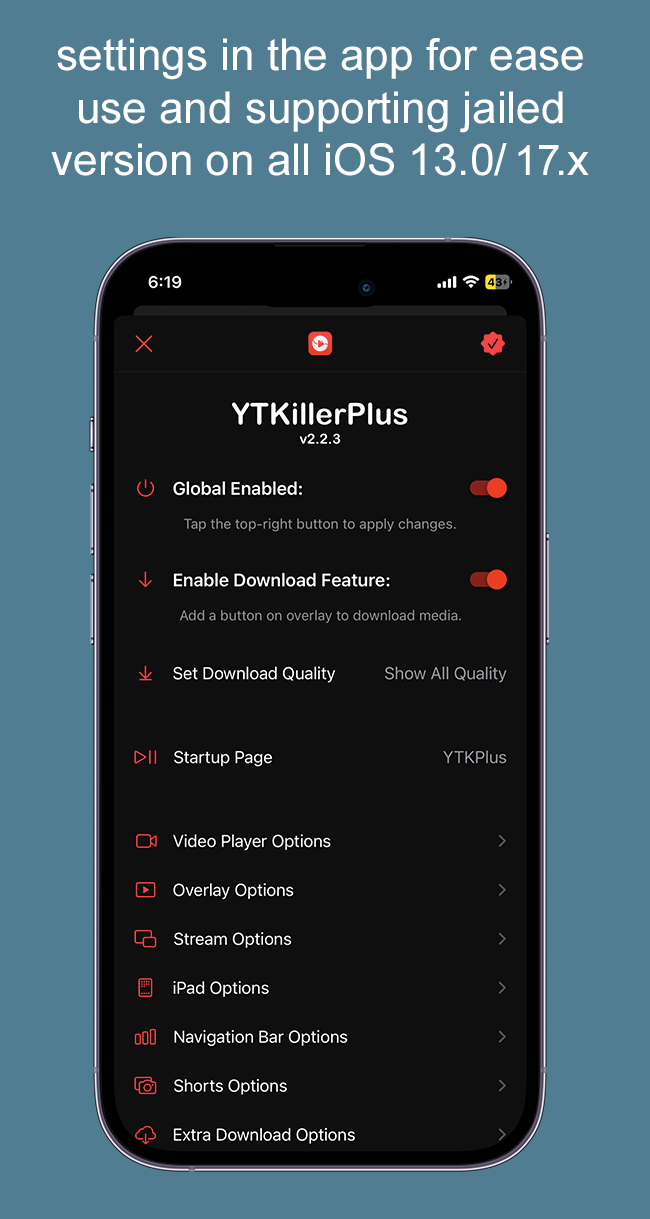 settings in the app for ease
use and supporting jailed
version on all iOS 13.0/ 17.x
6:19
43
YTKillerPlus
v2.2.3
Global Enabled:
Tap the top-right button to apply changes.
Enable Download Feature:
Add a button on overlay to download media.
Set Download Quality Show All Quality
Startup Page YTKPlus
Video Player Options
Overlay Options
Stream Options
iPad Options
Navigation Bar Options
Shorts Options
Extra Download Options